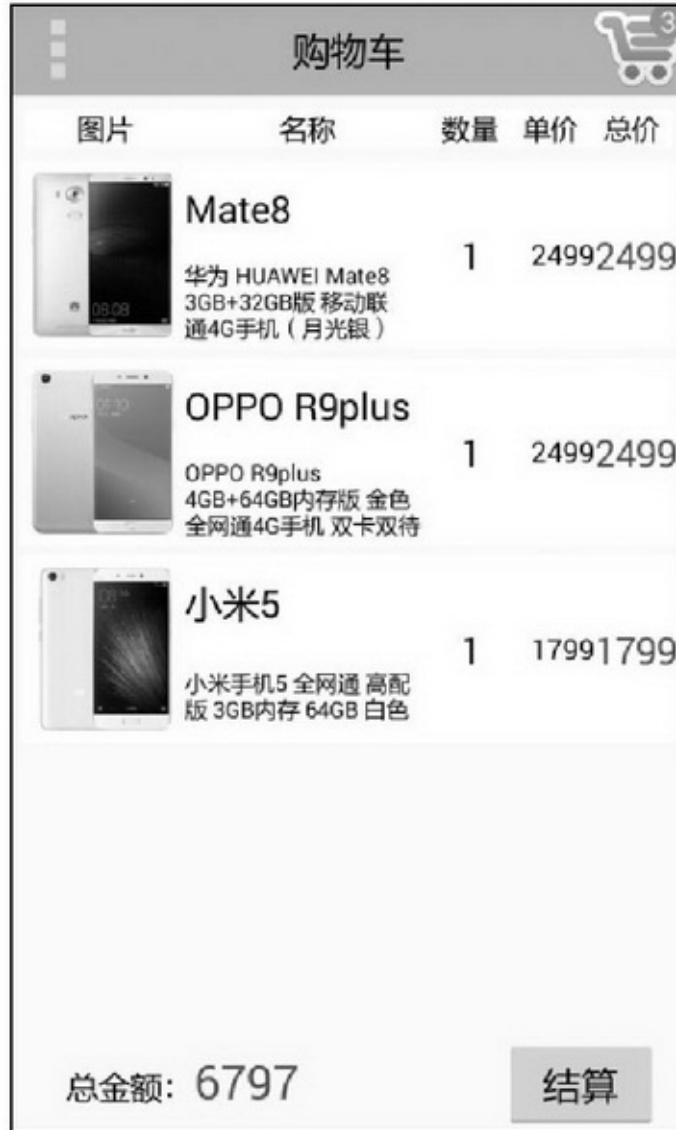 购物车
3
图片 名称 数量 单价 总价
Mate8
华为 HUAWEI Mate8
3GB+32GB版 移动联
通4G手机（月光银）
1 2499 2499
08:08
OPPO R9plus
OPPO R9plus
4GB+64GB内存版 金色
全网通4G手机 双卡双待
1 2499 2499
小米5
小米手机5 全网通 高配
版 3GB内存 64GB 白色
1 1799 1799
总金额：6797
结算